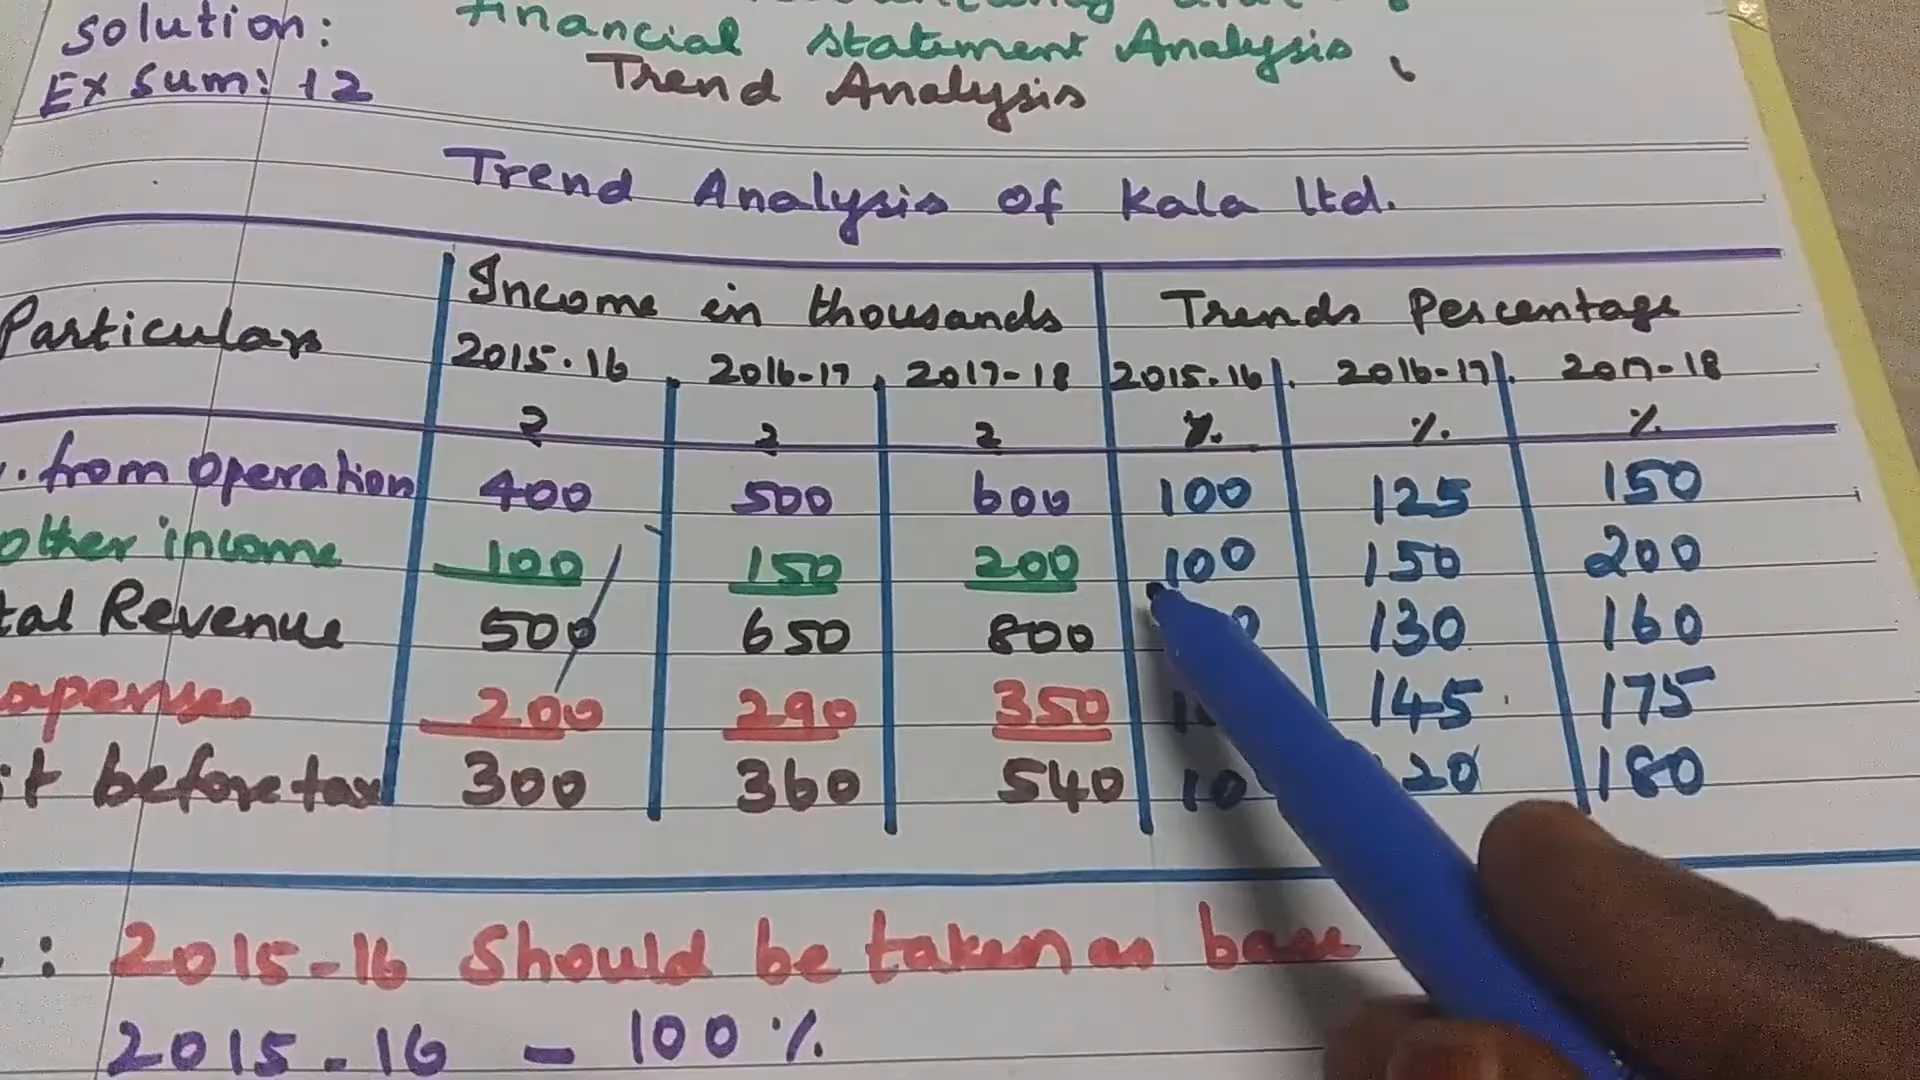 Solution:
Financial Statement Analysis
Ex Sum: 12
Trend Analysis
Trend Analysis of Kala ltd.
Particulars Income in thousands Trends Percentage
2015-16 2016-17 2017-18 2015-16 2016-17 2017-18
₹ ₹ ₹ % % %
from operation 400 500 600 100 125 150
other income 100 150 200 100 150 200
Revenue 500 650 800 130 160
200 290 350 145 175
before tax 300 360 540 180
: 2015-16 Should be taken as base
2015-16 - 100 %